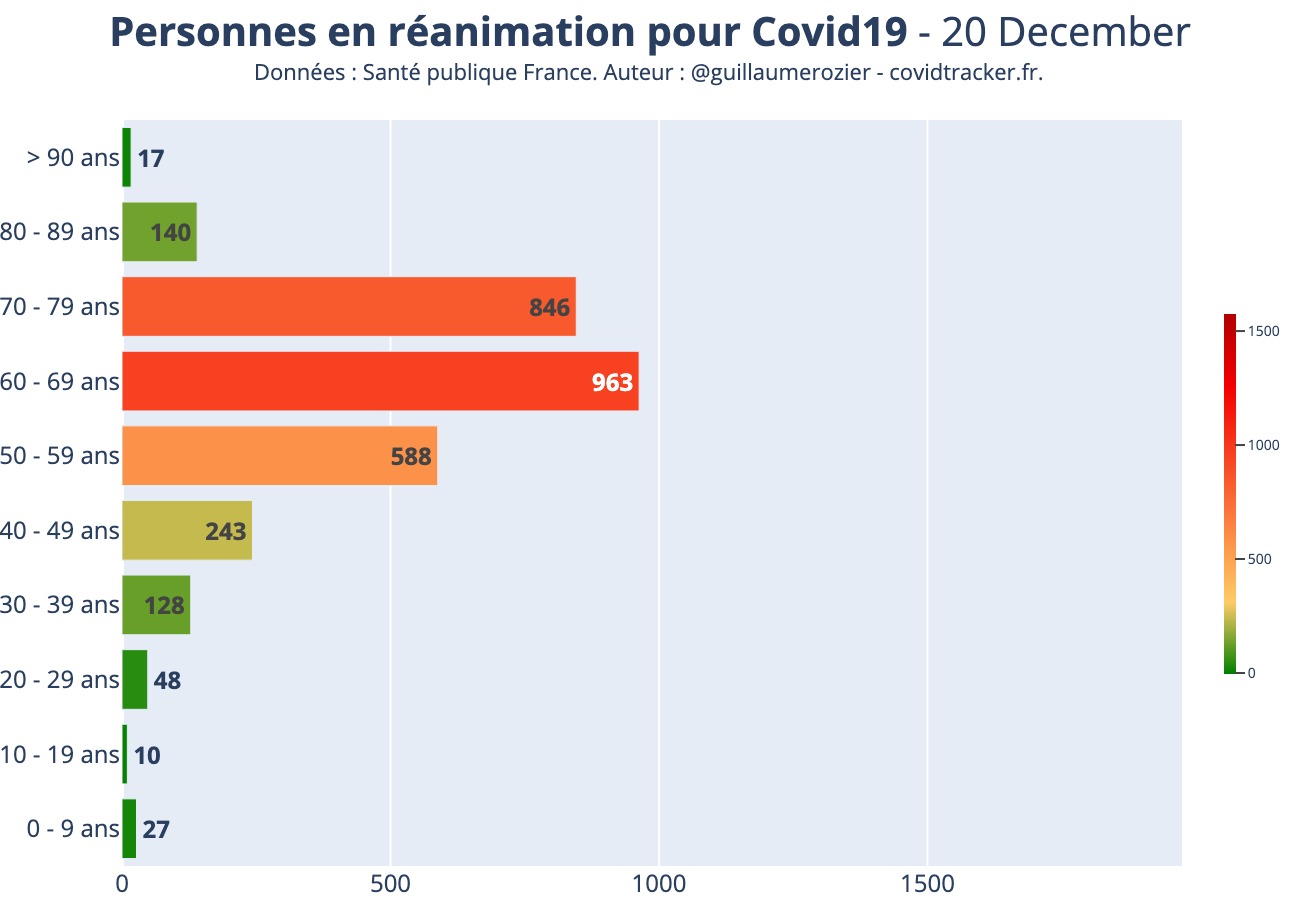 Personnes en réanimation pour Covid19 - 20 December
Données : Santé publique France. Auteur : @guillaumerozier - covidtracker.fr.
> 90 ans 17
80 - 89 ans 140
70 - 79 ans 846
60 - 69 ans 963
50 - 59 ans 588
40 - 49 ans 243
30 - 39 ans 128
20 - 29 ans 48
10 - 19 ans 10
0 - 9 ans 27
0 500 1000 1500
1500
1000
500
0